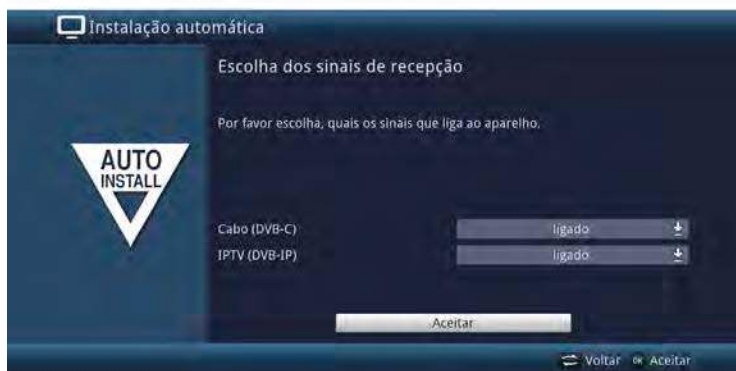 Instalação automática
Escolha dos sinais de recepção
Por favor escolha, quais os sinais que liga ao aparelho.
AUTO
INSTALL
Cabo (DVB-C) ligado
IPTV (DVB-IP) ligado
Aceitar
Voltar OK Aceitar